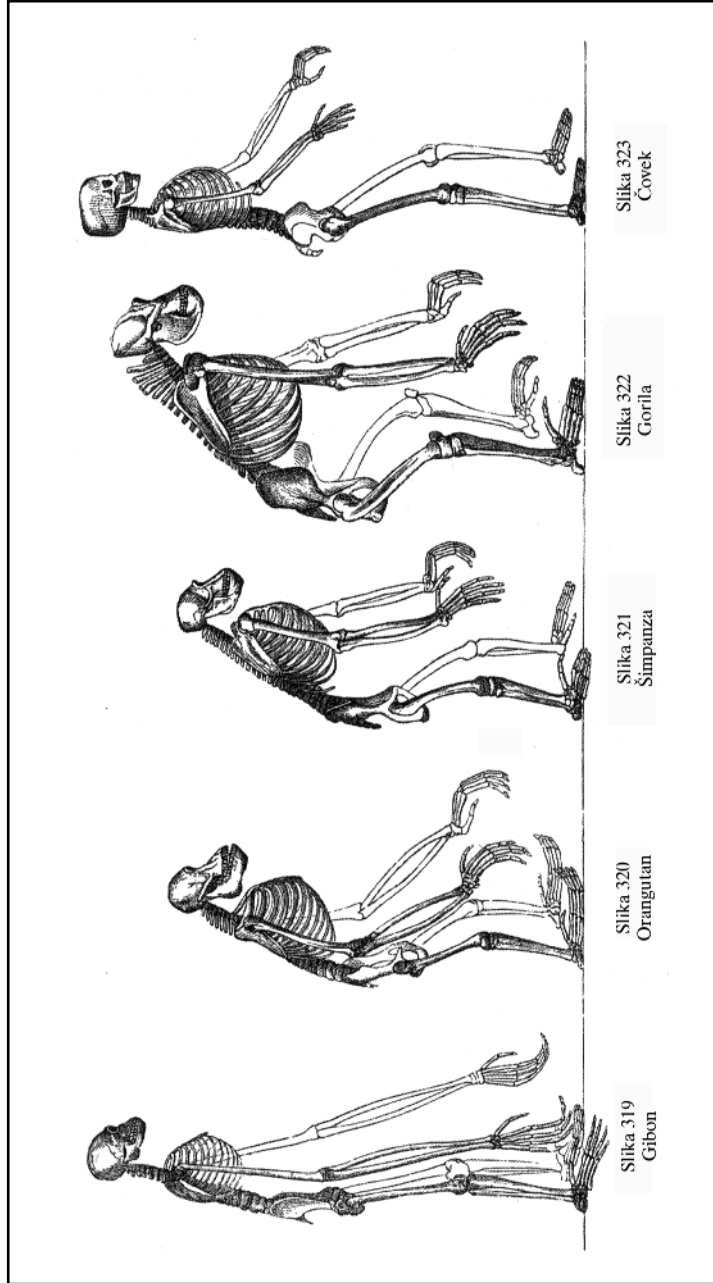 Slika 319
Gibon
Slika 320
Orangutan
Slika 321
Šimpanza
Slika 322
Gorila
Slika 323
Čovek